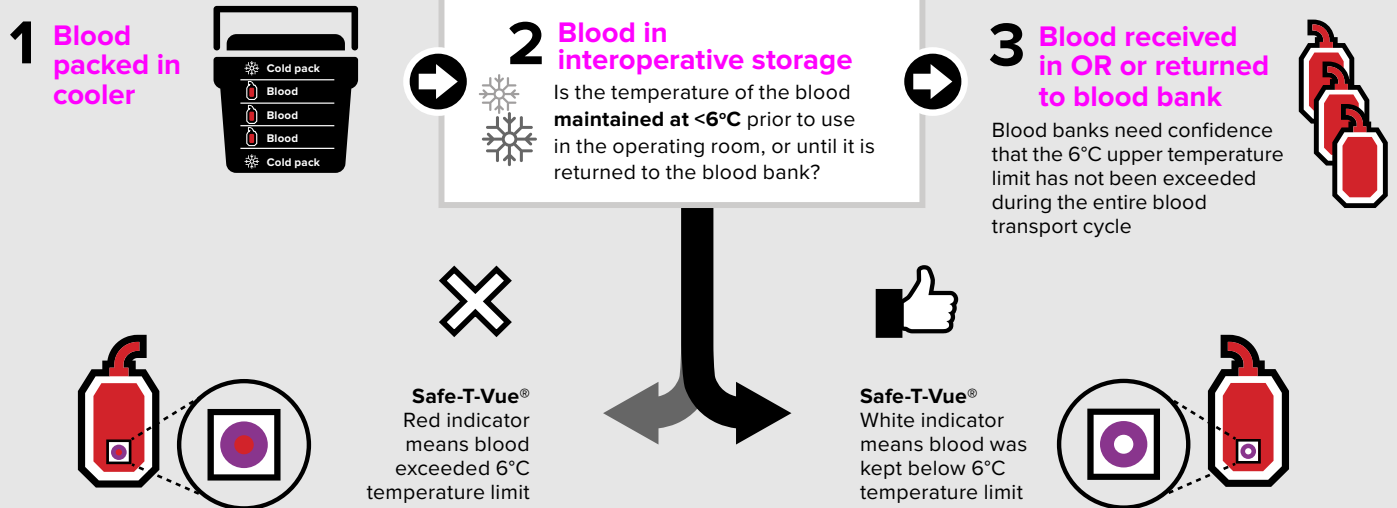 1 Blood
packed in
cooler
Cold pack
Blood
Blood
Blood
Cold pack
2 Blood in
interoperative storage
Is the temperature of the blood
maintained at <6°C prior to use
in the operating room, or until it is
returned to the blood bank?
3 Blood received
in OR or returned
to blood bank
Blood banks need confidence
that the 6°C upper temperature
limit has not been exceeded
during the entire blood
transport cycle
Safe-T-Vue®
Red indicator
means blood
exceeded 6°C
temperature limit
Safe-T-Vue®
White indicator
means blood was
kept below 6°C
temperature limit